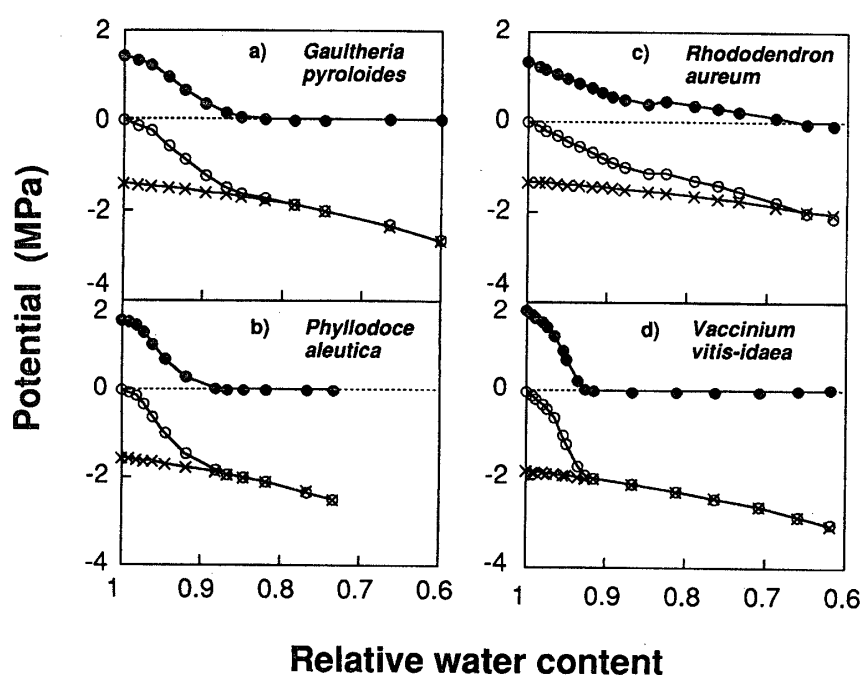 Potential (MPa)
2
0
-2
-4
a) Gaultheria
pyroloides
c) Rhododendron
aureum
2
0
-2
-4
2
0
-2
-4
b) Phyllodoce
aleutica
d) Vaccinium
vitis-idaea
2
0
-2
-4
1 0.9 0.8 0.7 0.6
1 0.9 0.8 0.7 0.6
Relative water content